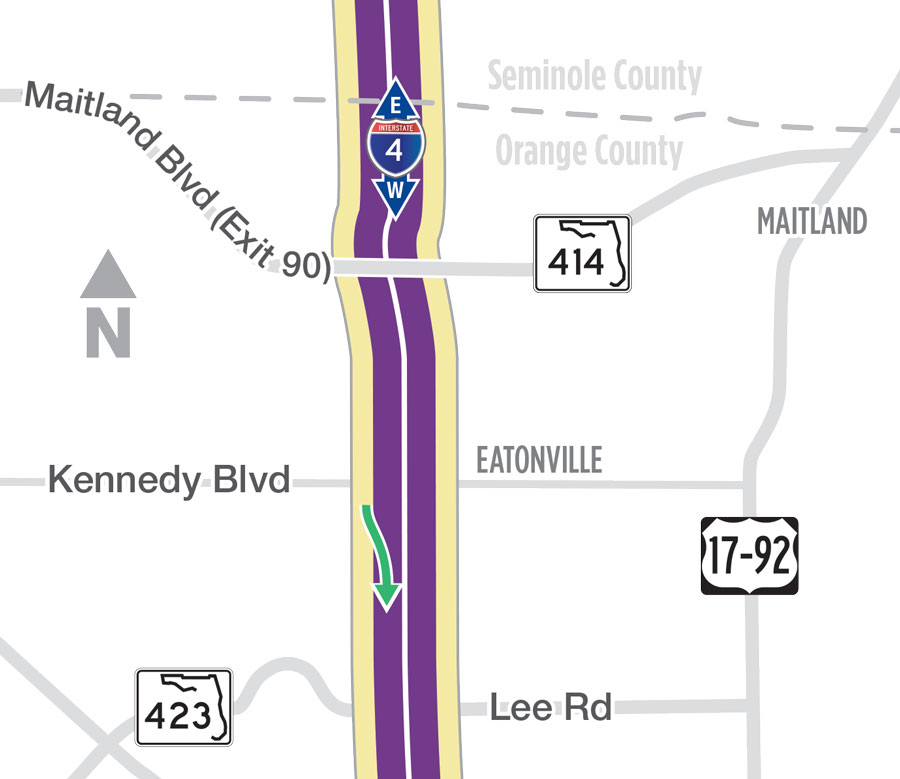 Seminole County
Maitland Blvd (Exit 90)
E
INTERSTATE
4
W
Orange County
MAITLAND
414
N
EATONVILLE
Kennedy Blvd
17-92
423
Lee Rd